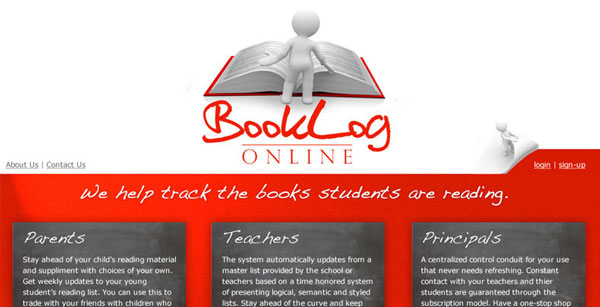 BookLog
ONLINE
About Us | Contact Us
login | sign-up
We help track the books students are reading.
Parents
Stay ahead of your child's reading material
and suppliment with choices of your own.
Get weekly updates to your young
student's reading list. You can use this to
trade with your friends with children who
Teachers
The system automatically updates from a
master list provided by the school or
teachers based on a time honored system
of presenting logical, semantic and styled
lists. Stay ahead of the curve and keep
Principals
A centralized control conduit for your use
that never needs refreshing. Constant
contact with your teachers and thier
students are guaranteed through the
subscription model. Have a one-stop shop